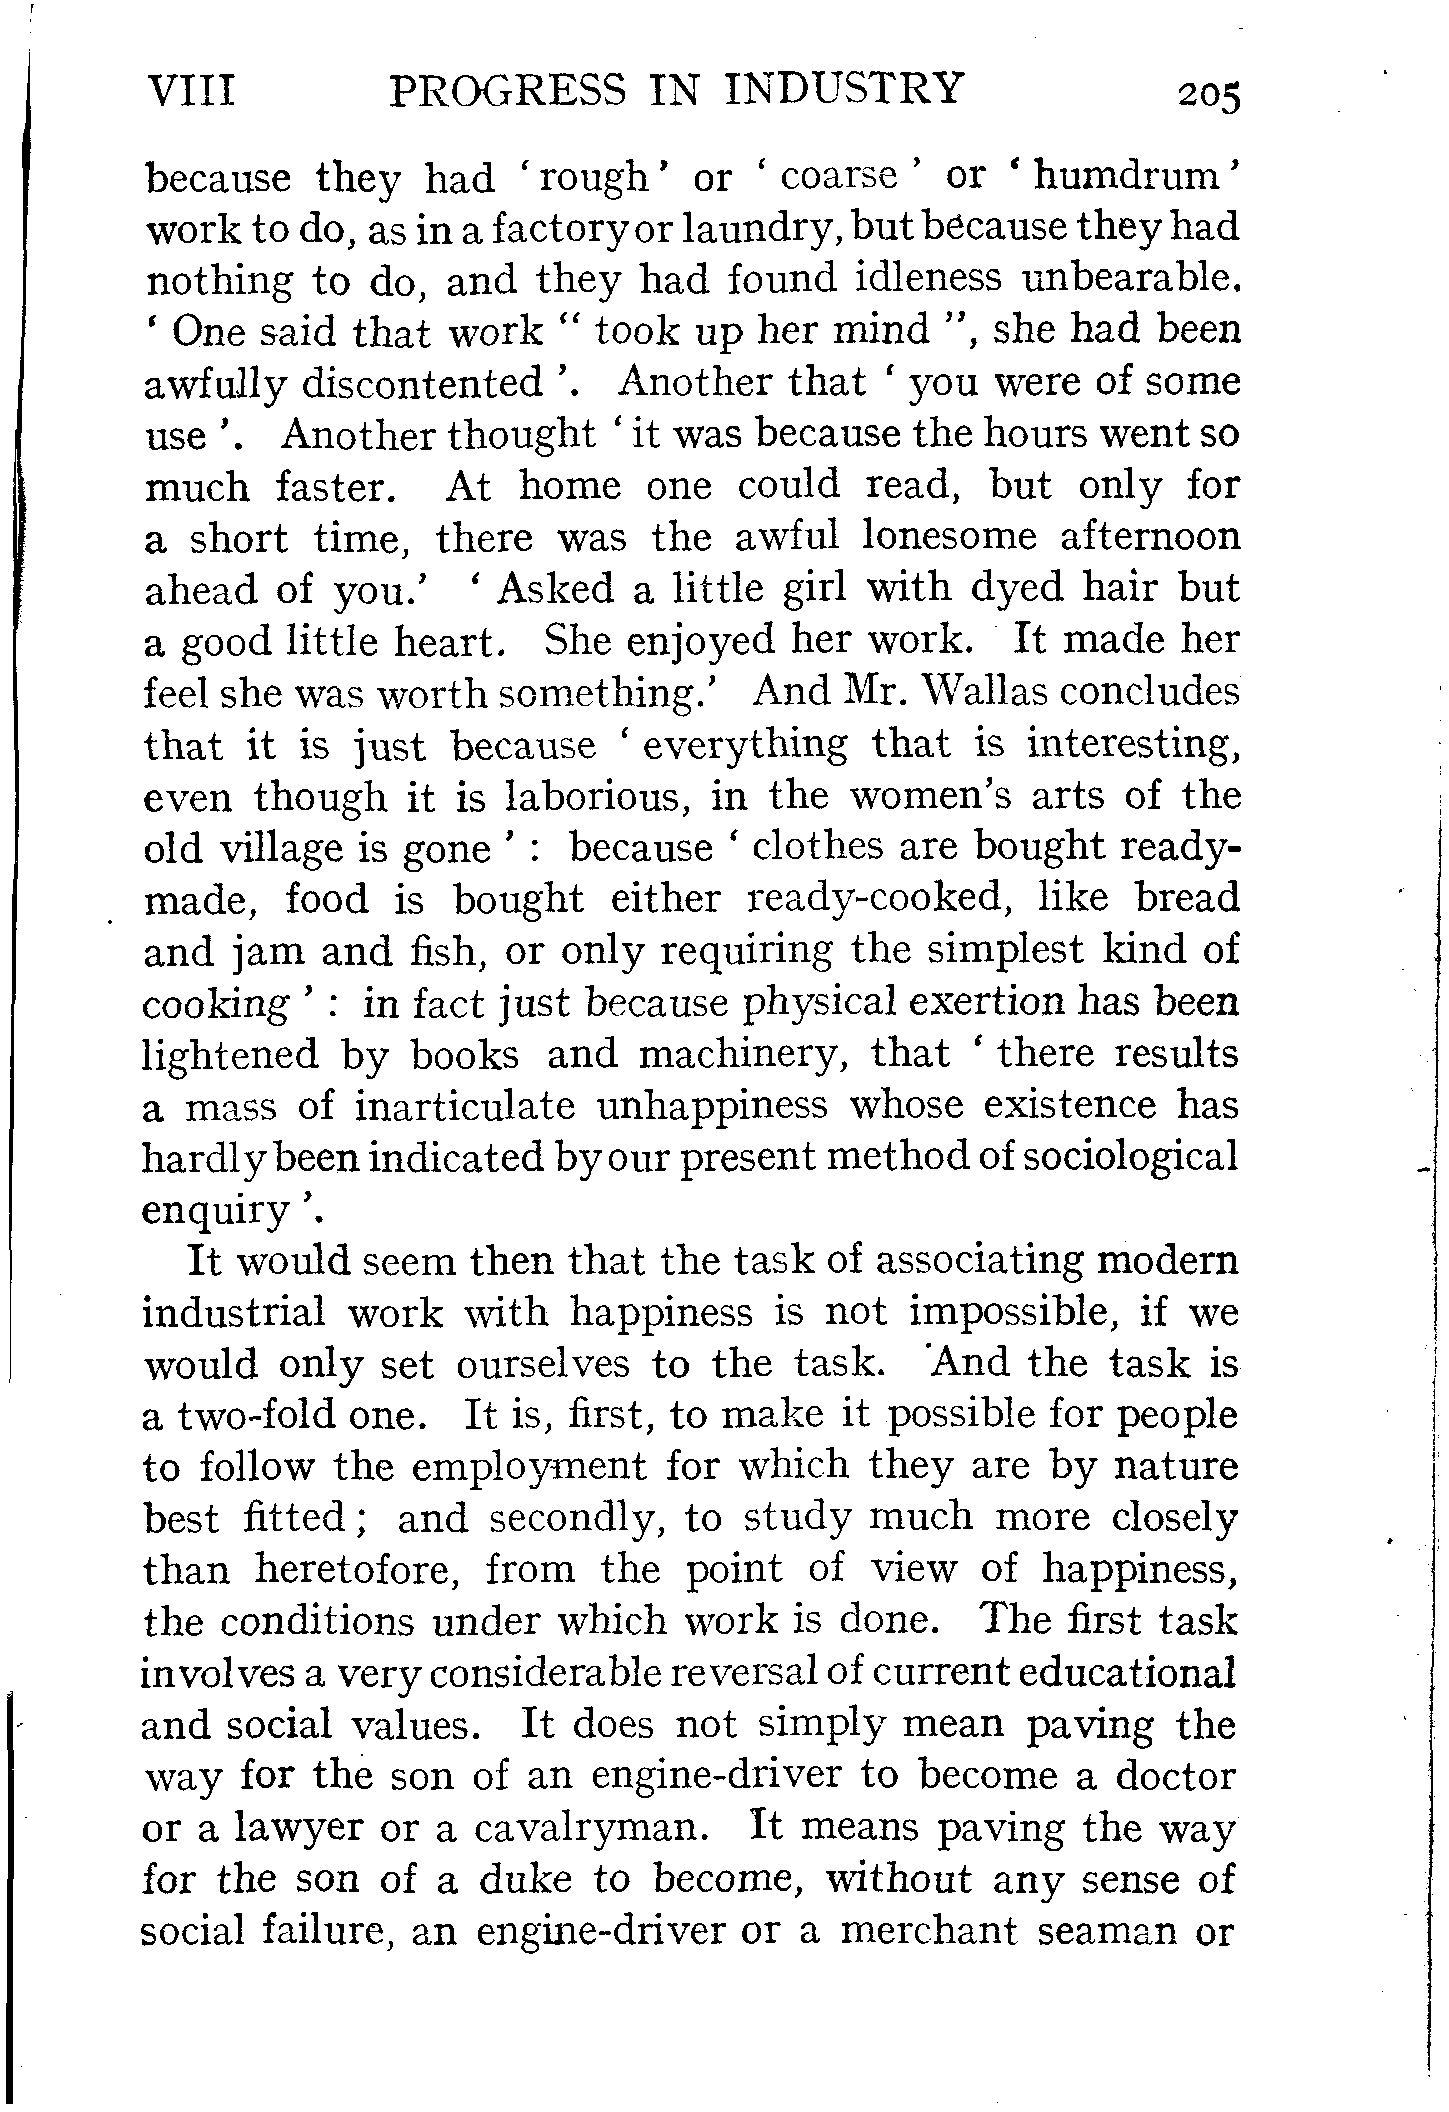 VIII PROGRESS IN INDUSTRY 205
because they had ‘ rough ’ or ‘ coarse ’ or ‘ humdrum ’
work to do, as in a factory or laundry, but because they had
nothing to do, and they had found idleness unbearable.
‘ One said that work “ took up her mind ”, she had been
awfully discontented ’. Another that ‘ you were of some
use ’. Another thought ‘ it was because the hours went so
much faster. At home one could read, but only for
a short time, there was the awful lonesome afternoon
ahead of you.’ ‘ Asked a little girl with dyed hair but
a good little heart. She enjoyed her work. It made her
feel she was worth something.’ And Mr. Wallas concludes
that it is just because ‘ everything that is interesting,
even though it is laborious, in the women’s arts of the
old village is gone ’ : because ‘ clothes are bought ready-
made, food is bought either ready-cooked, like bread
and jam and fish, or only requiring the simplest kind of
cooking ’ : in fact just because physical exertion has been
lightened by books and machinery, that ‘ there results
a mass of inarticulate unhappiness whose existence has
hardly been indicated by our present method of sociological
enquiry ’.
It would seem then that the task of associating modern
industrial work with happiness is not impossible, if we
would only set ourselves to the task. And the task is
a two-fold one. It is, first, to make it possible for people
to follow the employment for which they are by nature
best fitted ; and secondly, to study much more closely
than heretofore, from the point of view of happiness,
the conditions under which work is done. The first task
involves a very considerable reversal of current educational
and social values. It does not simply mean paving the
way for the son of an engine-driver to become a doctor
or a lawyer or a cavalryman. It means paving the way
for the son of a duke to become, without any sense of
social failure, an engine-driver or a merchant seaman or